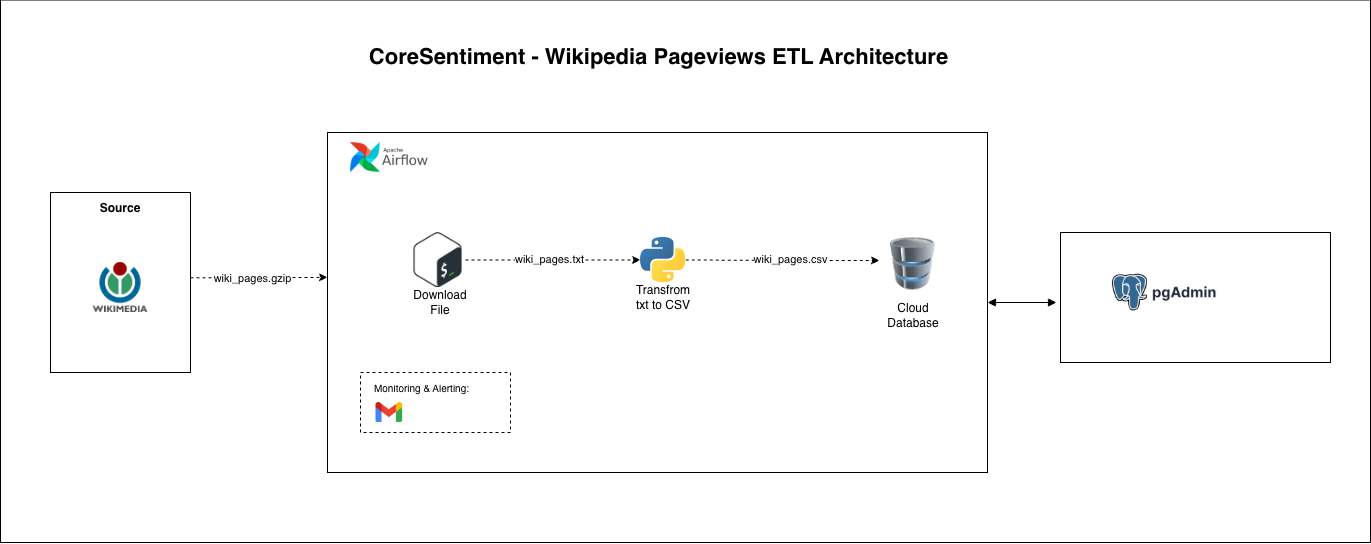 CoreSentiment - Wikipedia Pageviews ETL Architecture
Apache
Airflow
Source
WIKIMEDIA
wiki_pages.gzip
$_
Download
File
wiki_pages.txt
Transfrom
txt to CSV
wiki_pages.csv
Cloud
Database
pgAdmin
Monitoring & Alerting: